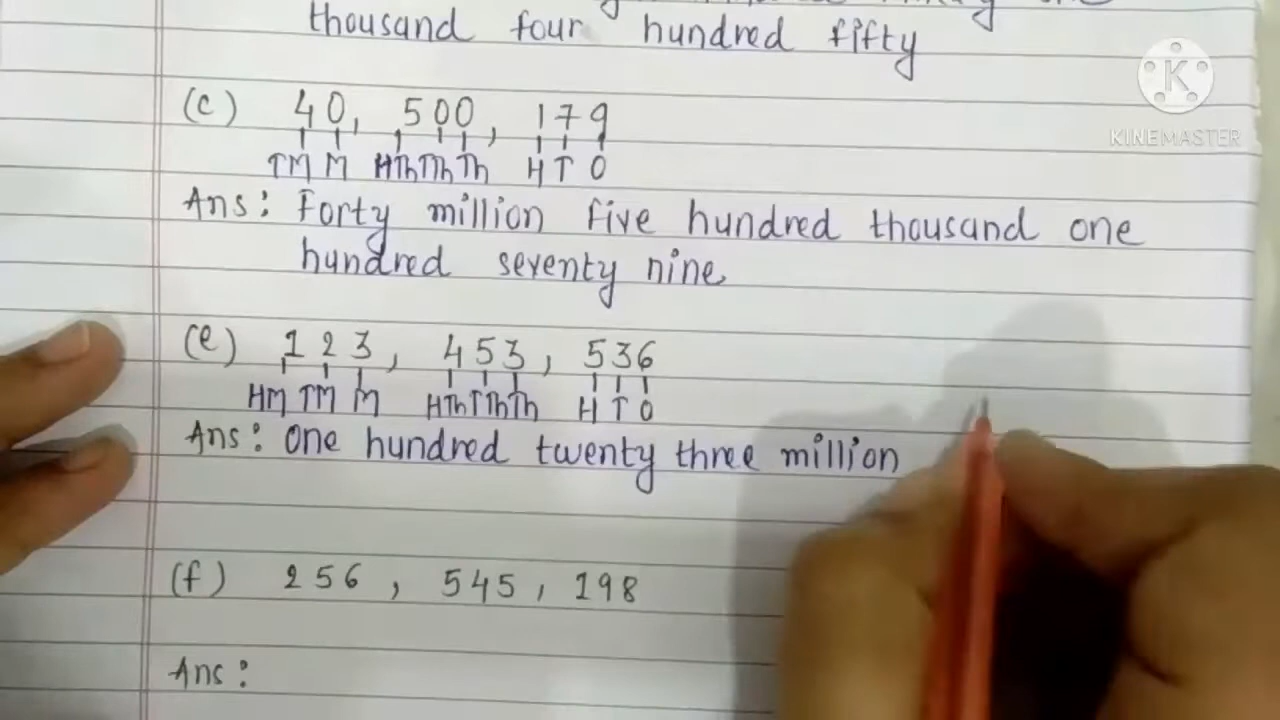 thousand four hundred fifty
(c) 40, 500, 179
TM M HTh TTh Th H T O
Ans: Forty million five hundred thousand one
hundred seventy nine
(e) 123, 453, 536
HM TM M HTh TTh Th H T O
Ans: one hundred twenty three million
(f) 256, 545, 198
Ans:
K
KINEMASTER